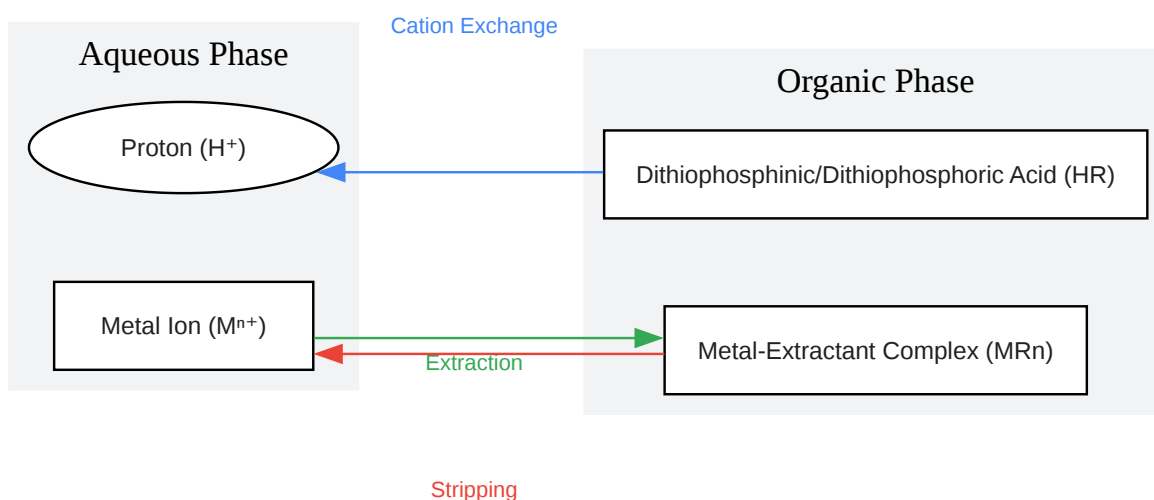 Cation Exchange
Aqueous Phase
Organic Phase
Proton (H⁺)
Dithiophosphinic/Dithiophosphoric Acid (HR)
Metal Ion (Mⁿ⁺)
Metal-Extractant Complex (MRn)
Extraction
Stripping